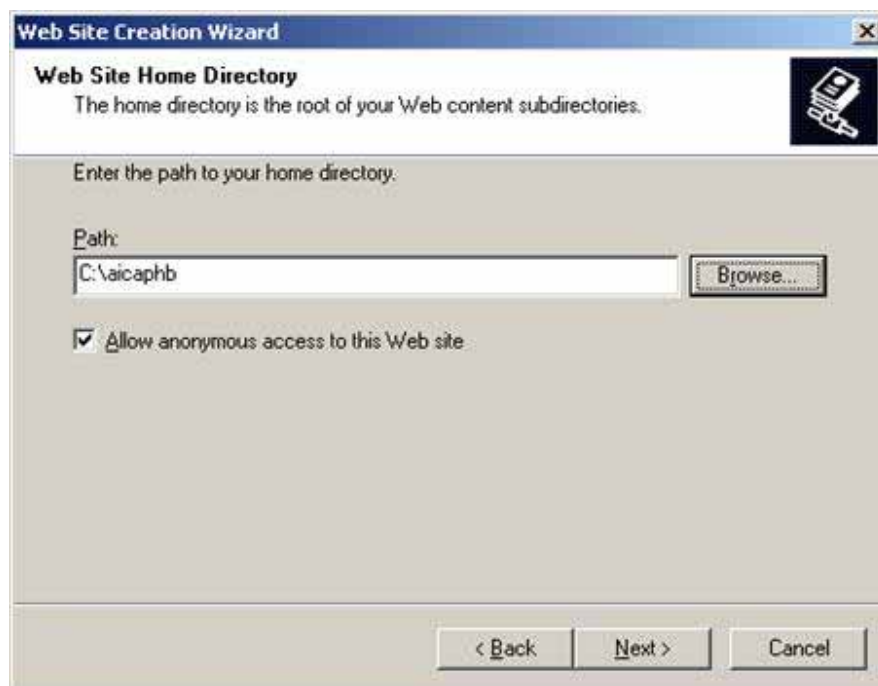 Web Site Creation Wizard
Web Site Home Directory
The home directory is the root of your Web content subdirectories.
Enter the path to your home directory.
Path:
C:\aicaphb
Browse...
Allow anonymous access to this Web site
< Back
Next >
Cancel